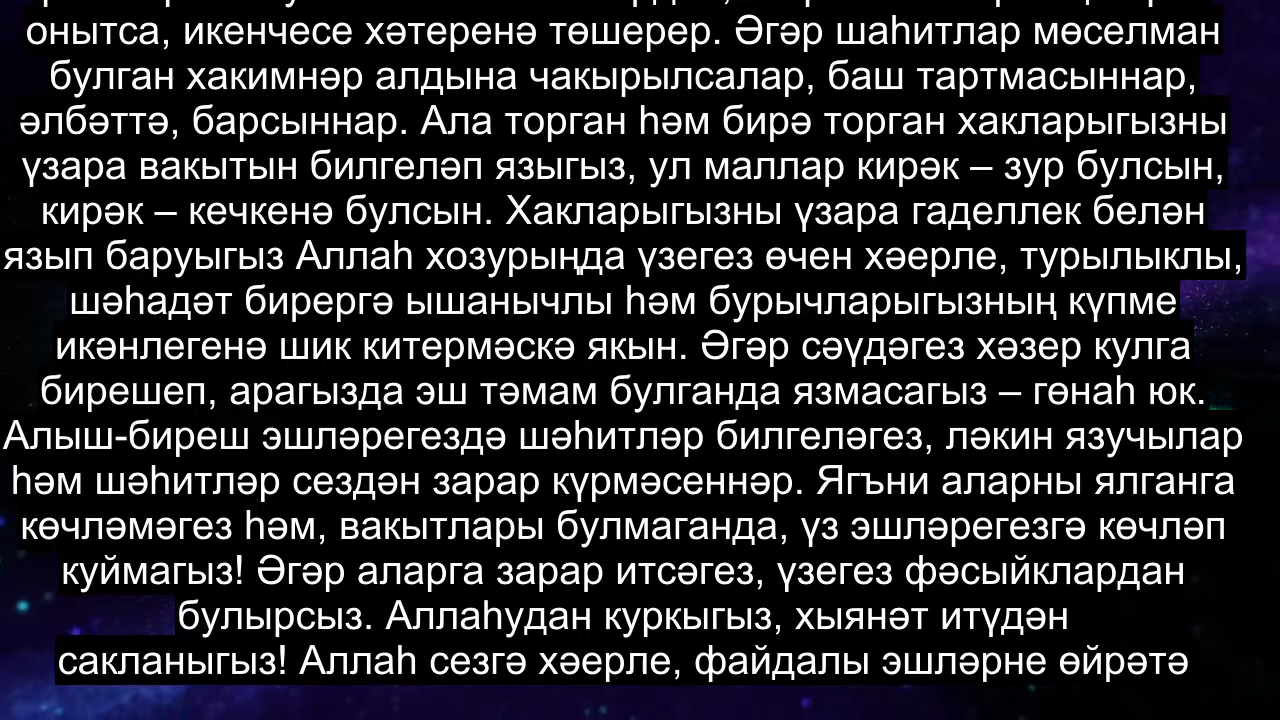 онытса, икенчесе хәтеренә төшерер. Әгәр шаһитлар мөселман
булган хакимнәр алдына чакырылсалар, баш тартмасыннар,
әлбәттә, барсыннар. Ала торган һәм бирә торган хакларыгызны
үзара вакытын билгеләп языгыз, ул маллар кирәк – зур булсын,
кирәк – кечкенә булсын. Хакларыгызны үзара гаделлек белән
язып баруыгыз Аллаһ хозурыңда үзегез өчен хәерле, турылыклы,
шәһадәт бирергә ышанычлы һәм бурычларыгызның күпме
икәнлегенә шик китермәскә якын. Әгәр сәүдәгез хәзер кулга
бирешеп, арагызда эш тәмам булганда язмасагыз – гөнаһ юк.
Алыш-биреш эшләрегездә шәһитләр билгеләгез, ләкин язучылар
һәм шәһитләр сездән зарар күрмәсеннәр. Ягъни аларны ялганга
көчләмәгез һәм, вакытлары булмаганда, үз эшләрегезгә көчләп
куймагыз! Әгәр аларга зарар итсәгез, үзегез фәсыйклардан
булырсыз. Аллаһудан куркыгыз, хыянәт итүдән
сакланыгыз! Аллаһ сезгә хәерле, файдалы эшләрне өйрәтә